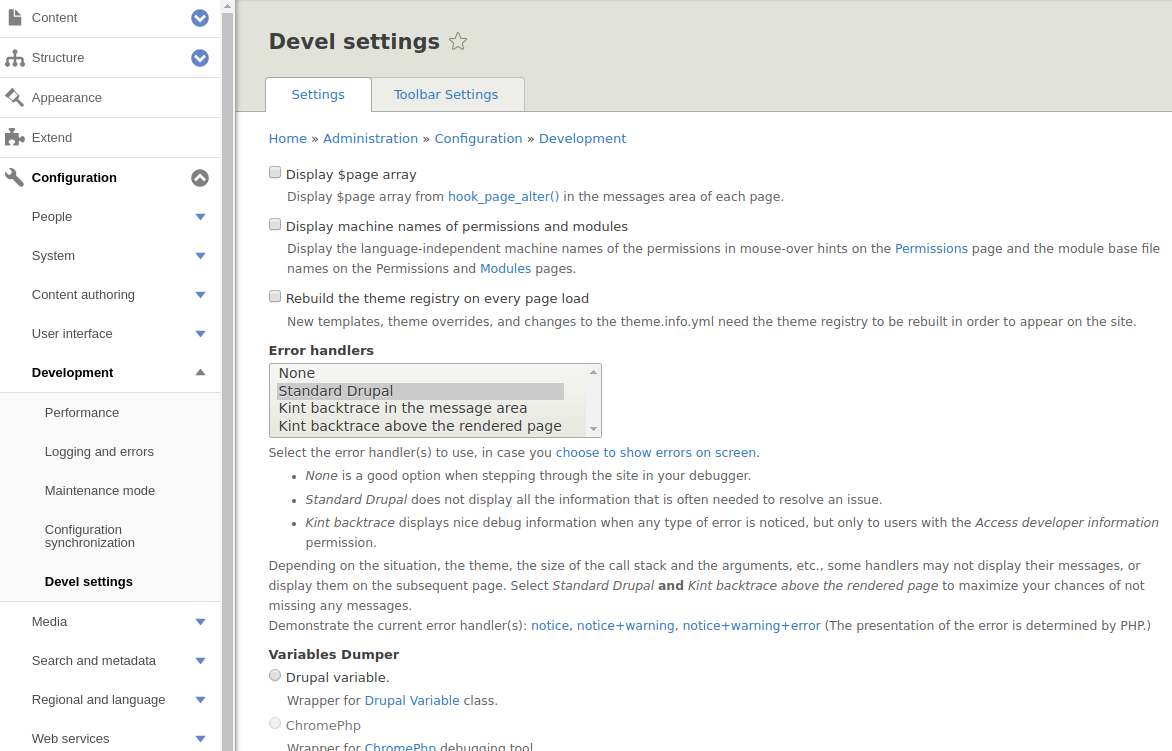 Content
Structure
Appearance
Extend
Configuration
People
System
Content authoring
User interface
Development
Performance
Logging and errors
Maintenance mode
Configuration
synchronization
Devel settings
Media
Search and metadata
Regional and language
Web services
Devel settings
Settings
Toolbar Settings
Home » Administration » Configuration » Development
Display $page array
Display $page array from hook_page_alter() in the messages area of each page.
Display machine names of permissions and modules
Display the language-independent machine names of the permissions in mouse-over hints on the Permissions page and the module base file
names on the Permissions and Modules pages.
Rebuild the theme registry on every page load
New templates, theme overrides, and changes to the theme.info.yml need the theme registry to be rebuilt in order to appear on the site.
Error handlers
None
Standard Drupal
Kint backtrace in the message area
Kint backtrace above the rendered page
Select the error handler(s) to use, in case you choose to show errors on screen.
• None is a good option when stepping through the site in your debugger.
• Standard Drupal does not display all the information that is often needed to resolve an issue.
• Kint backtrace displays nice debug information when any type of error is noticed, but only to users with the Access developer information
permission.
Depending on the situation, the theme, the size of the call stack and the arguments, etc., some handlers may not display their messages, or
display them on the subsequent page. Select Standard Drupal and Kint backtrace above the rendered page to maximize your chances of not
missing any messages.
Demonstrate the current error handler(s): notice, notice+warning, notice+warning+error (The presentation of the error is determined by PHP.)
Variables Dumper
Drupal variable.
Wrapper for Drupal Variable class.
ChromePhp
Wrapper for ChromePhp debugging tool